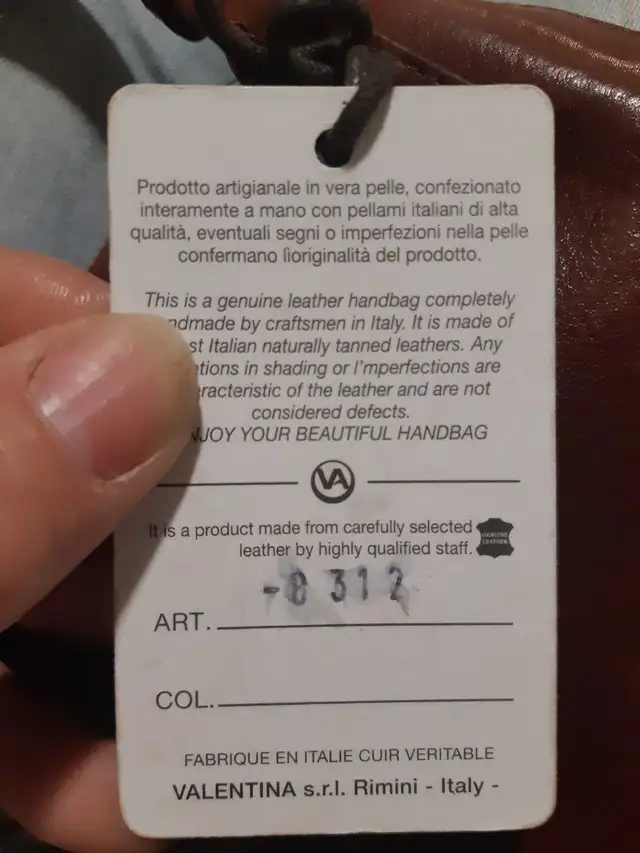 Prodotto artigianale in vera pelle, confezionato
interamente a mano con pellami italiani di alta
qualità, eventuali segni o imperfezioni nella pelle
confermano lìoriginalità del prodotto.
This is a genuine leather handbag completely
by craftsmen in Italy. It is made of
Italian naturally tanned leathers. Any
in shading or I'mperfections are
of the leather and are not
considered defects.
YOUR BEAUTIFUL HANDBAG
VA
It is a product made from carefully selected
leather by highly qualified staff.
GENUINE
LEATHER
-8312
ART.
COL.
FABRIQUE EN ITALIE CUIR VERITABLE
VALENTINA s.r.l. Rimini - Italy -